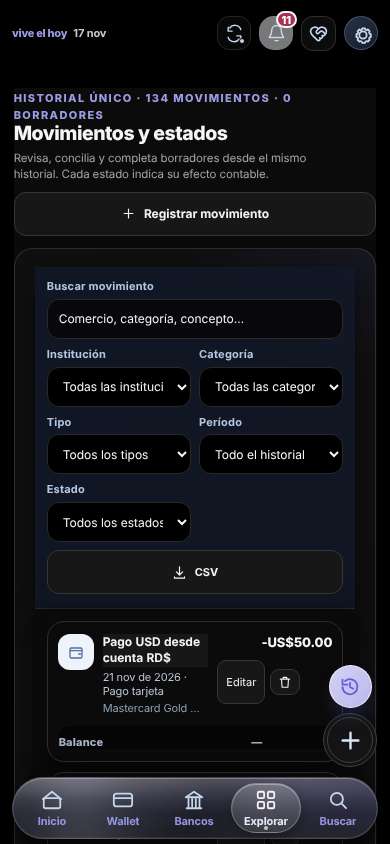 vive el hoy 17 nov
11
HISTORIAL ÚNICO · 134 MOVIMIENTOS · 0
BORRADORES
Movimientos y estados
Revisa, concilia y completa borradores desde el mismo
historial. Cada estado indica su efecto contable.
+ Registrar movimiento
Buscar movimiento
Comercio, categoría, concepto...
Institución Categoría
Todas las instituci Todas las categor
Tipo Período
Todos los tipos Todo el historial
Estado
Todos los estados
CSV
Pago USD desde -US$50.00
cuenta RD$
21 nov de 2026 · Editar
Pago tarjeta
Mastercard Gold ...
Balance —
Inicio Wallet Bancos Explorar Buscar